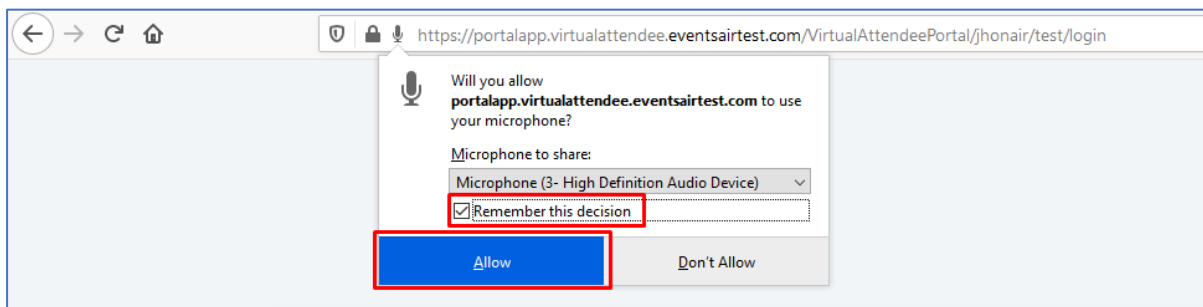 https://portalapp.virtualattendee.eventsairtest.com/VirtualAttendeePortal/jhonair/test/login
Will you allow
portalapp.virtualattendee.eventsairtest.com to use
your microphone?
Microphone to share:
Microphone (3- High Definition Audio Device)
Remember this decision
Allow
Don't Allow